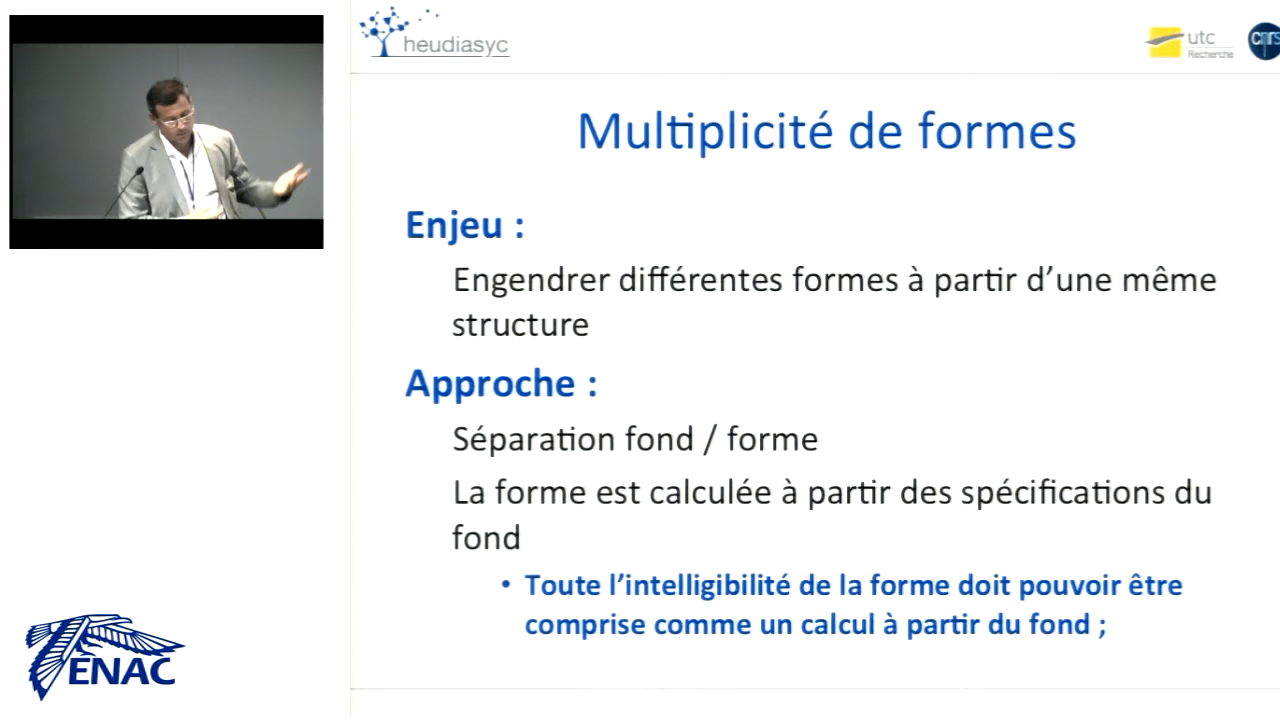 heudiasyc
utc
Recherche
cnrs
Multiplicité de formes
Enjeu :
Engendrer différentes formes à partir d’une même
structure
Approche :
Séparation fond / forme
La forme est calculée à partir des spécifications du
fond
• Toute l’intelligibilité de la forme doit pouvoir être
comprise comme un calcul à partir du fond ;
ENAC